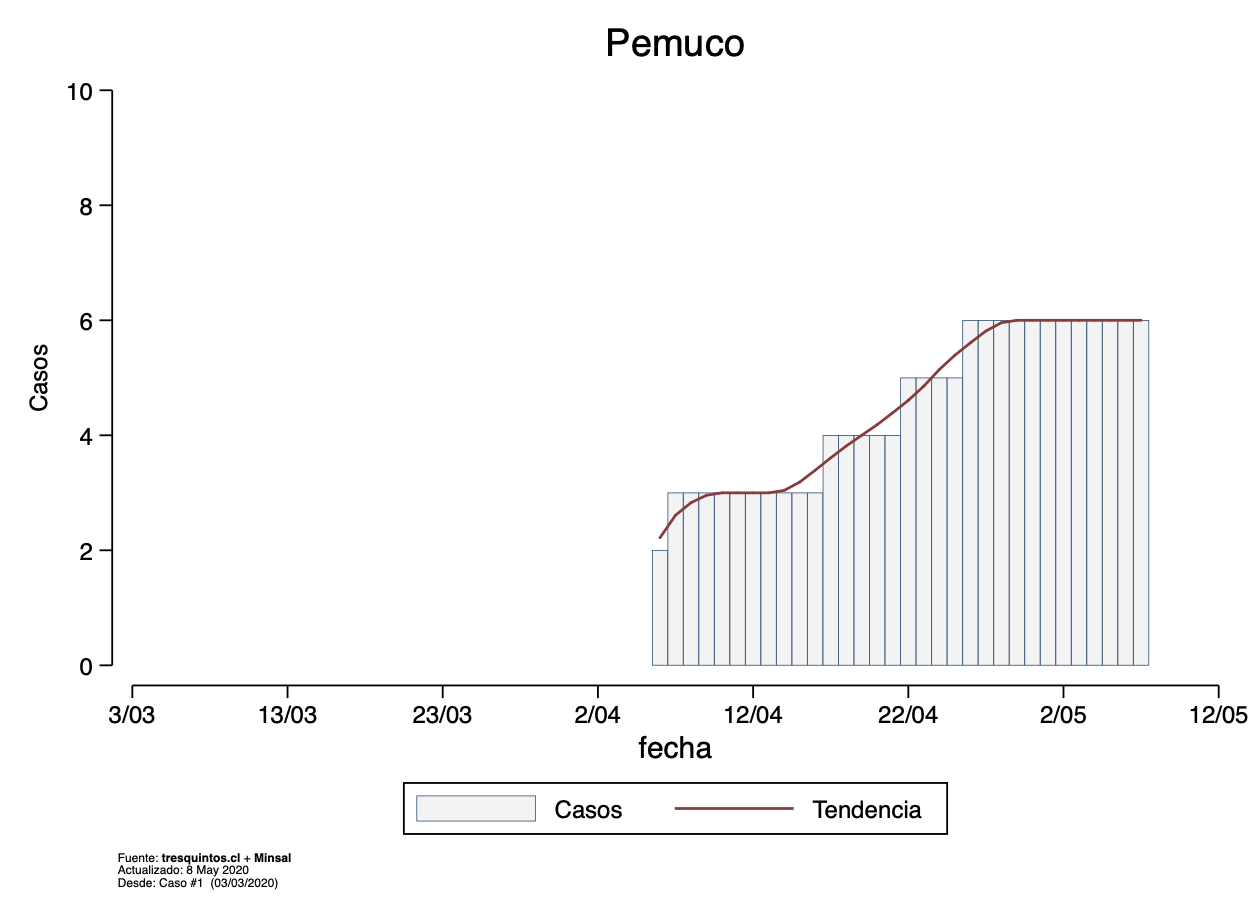 Pemuco
10
8
6
4
2
0
Casos
3/03 13/03 23/03 2/04 12/04 22/04 2/05 12/05
fecha
Casos Tendencia
Fuente: tresquintos.cl + Minsal
Actualizado: 8 May 2020
Desde: Caso #1 (03/03/2020)